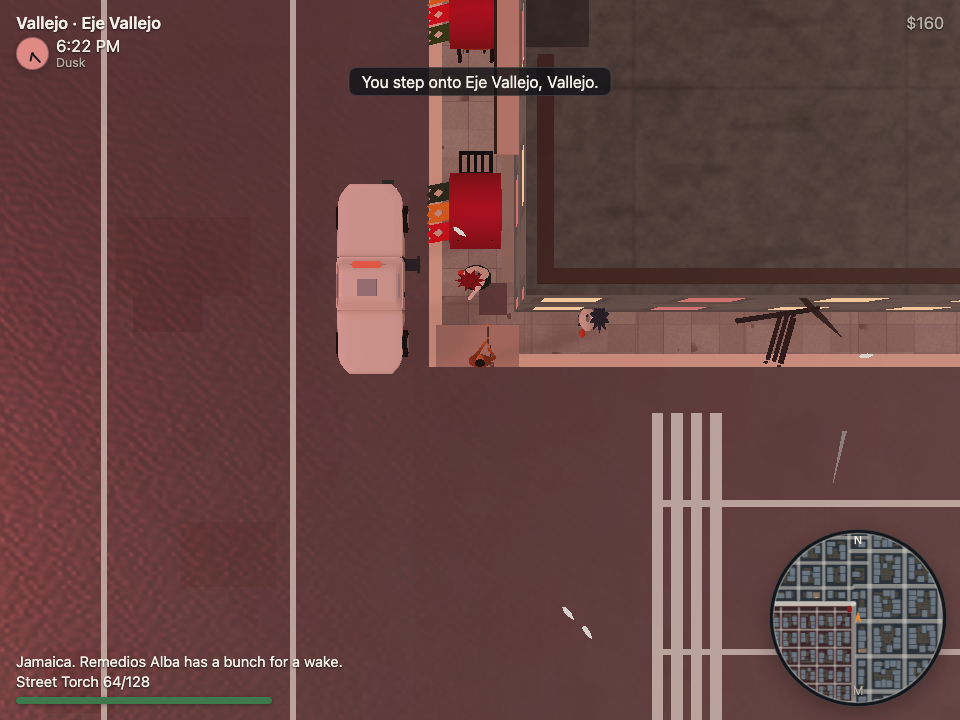 Vallejo · Eje Vallejo
$160
6:22 PM
Dusk
You step onto Eje Vallejo, Vallejo.
N
M
Jamaica. Remedios Alba has a bunch for a wake.
Street Torch 64/128